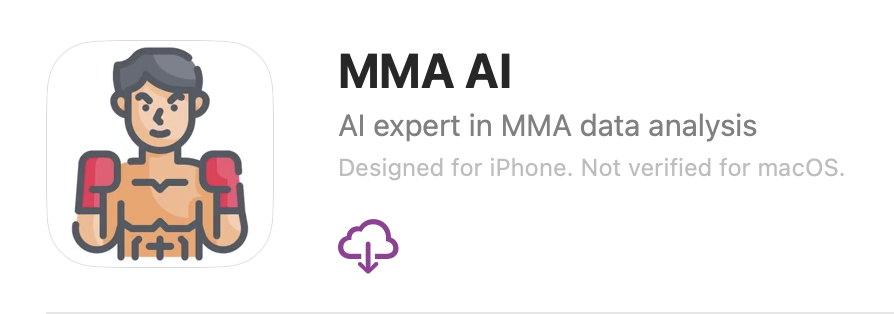 MMA AI
AI expert in MMA data analysis
Designed for iPhone. Not verified for macOS.